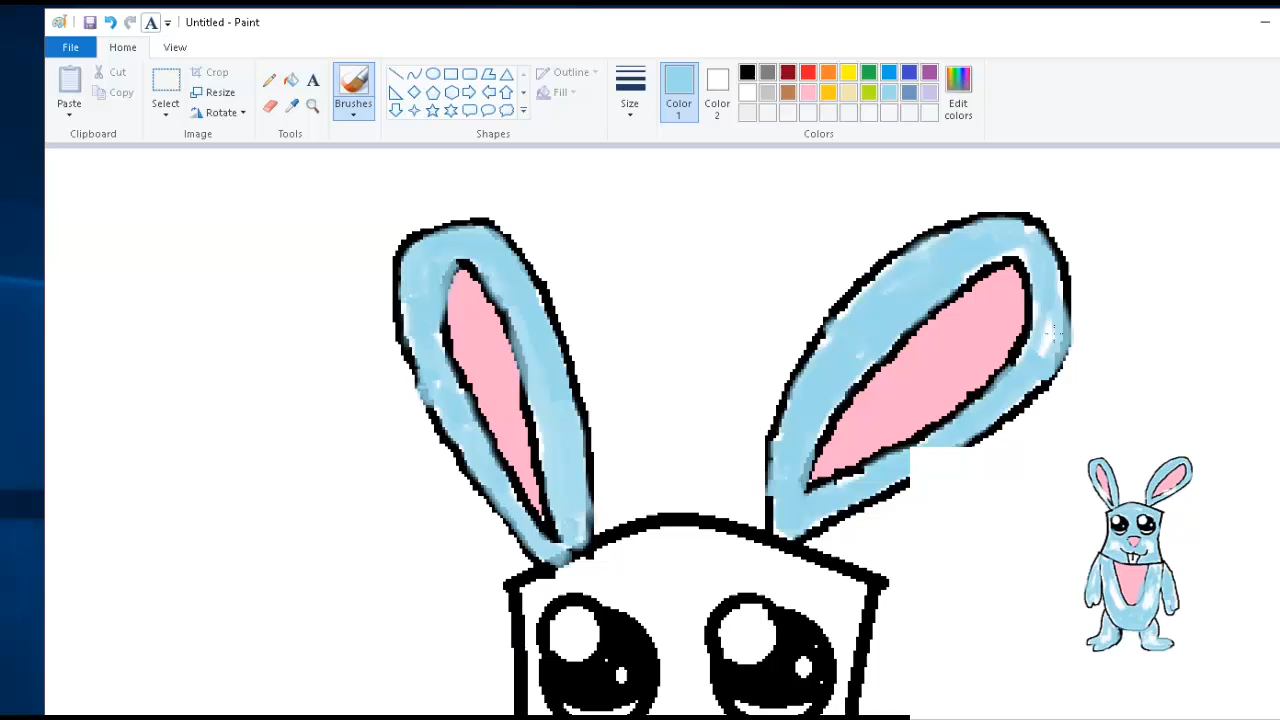 A Untitled - Paint
File Home View
Paste Cut Copy
Clipboard
Select Crop Resize Rotate
Image
A
Tools
Brushes
Outline Fill
Shapes
Size
Color 1
Color 2
Edit colors
Colors